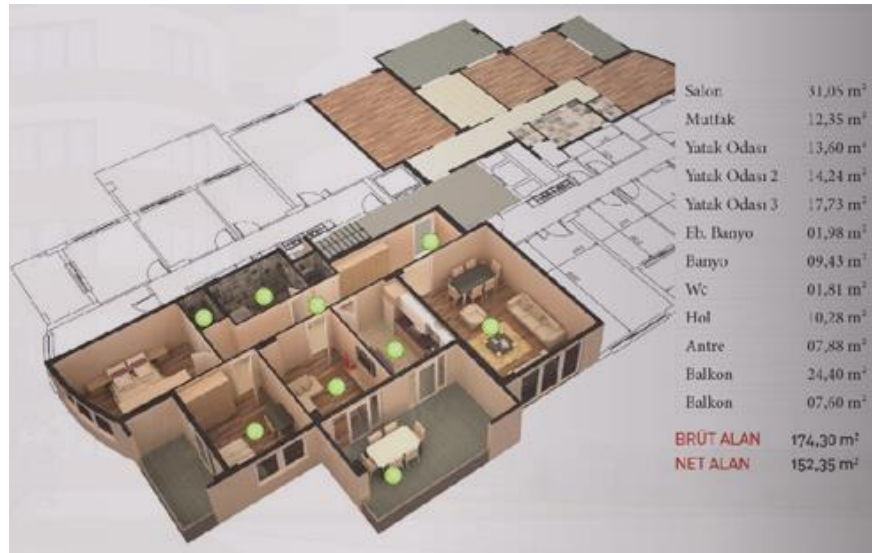 Salon 31,05 m²
Mutfak 12,35 m²
Yatak Odası 13,60 m²
Yatak Odası 2 14,24 m²
Yatak Odası 3 17,73 m²
Eb. Banyo 01,98 m²
Banyo 09,43 m²
Wc 01,81 m²
Hol 10,28 m²
Antre 07,88 m²
Balkon 24,40 m²
Balkon 07,60 m²
BRÜT ALAN 174,30 m²
NET ALAN 152,35 m²